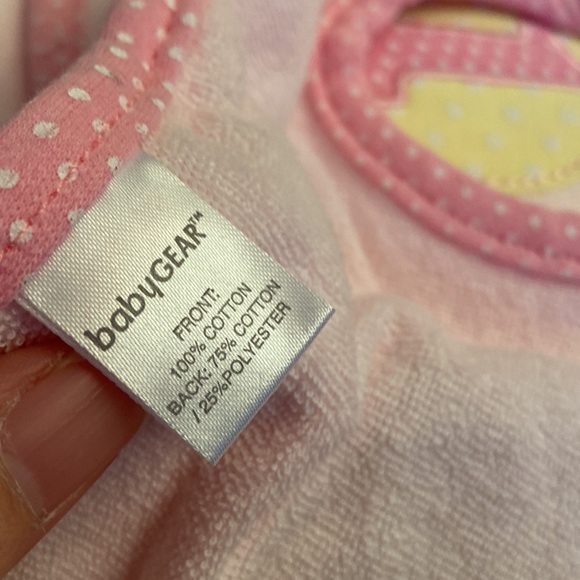 babyGEAR™
FRONT:
100% COTTON
BACK: 75% COTTON
/ 25%POLYESTER